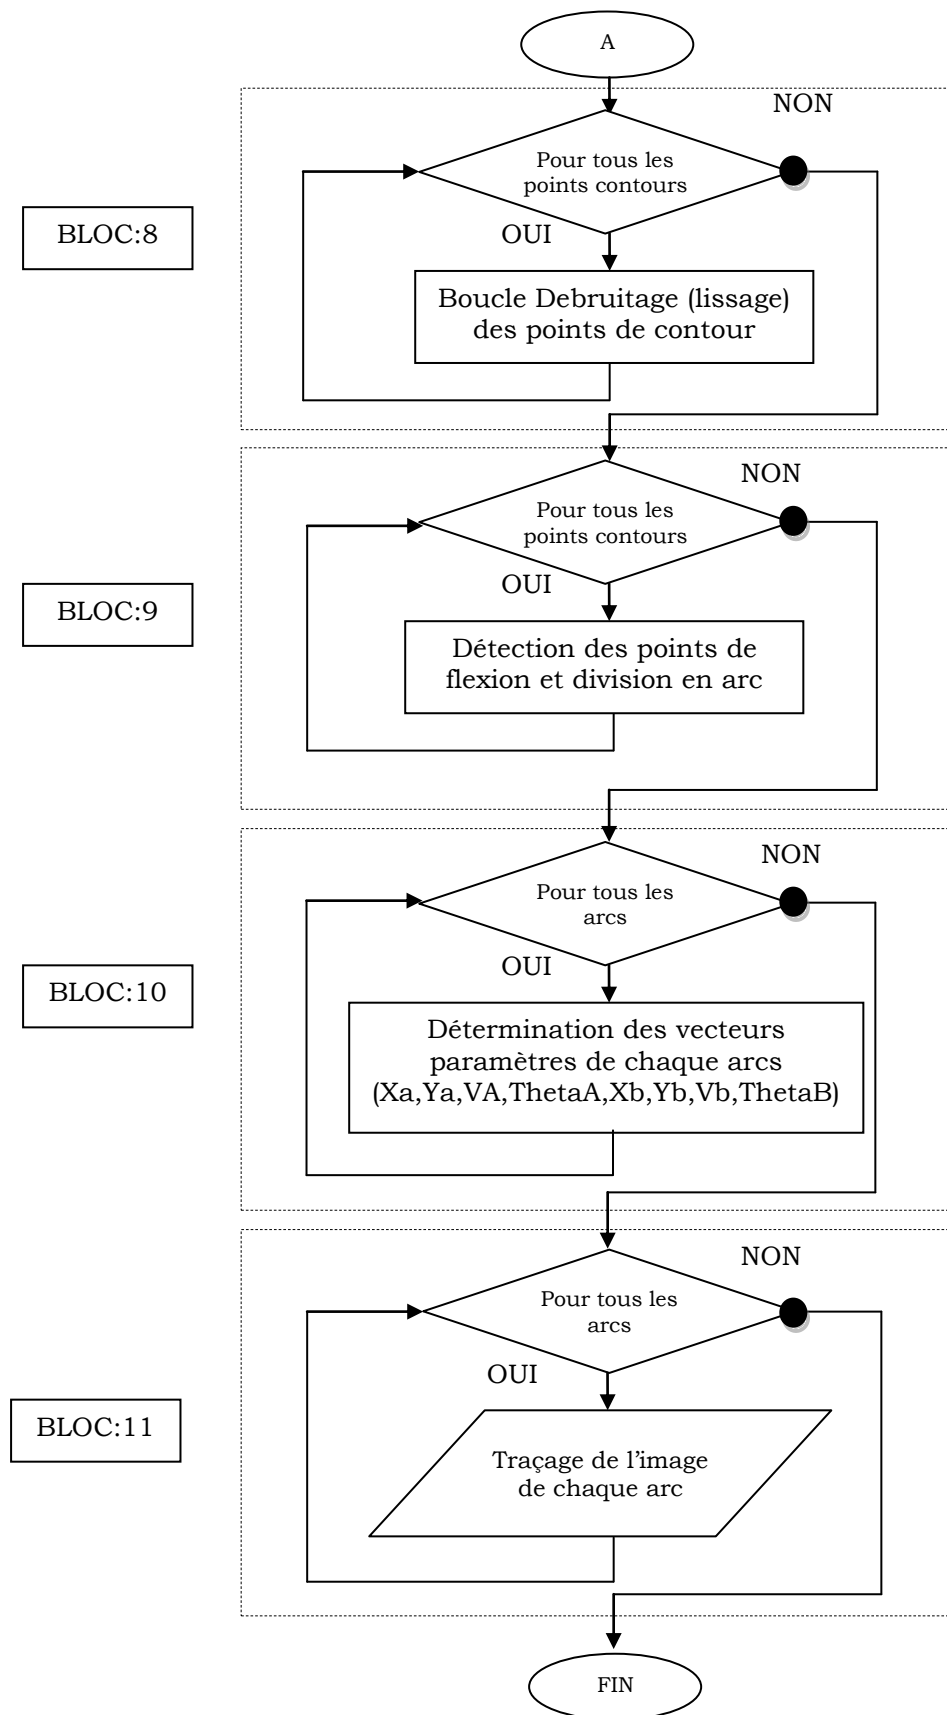 A
NON
Pour tous les
points contours
BLOC:8
OUI
Boucle Debruitage (lissage)
des points de contour
NON
Pour tous les
points contours
OUI
BLOC:9
Détection des points de
flexion et division en arc
NON
Pour tous les
arcs
OUI
BLOC:10
Détermination des vecteurs
paramètres de chaque arcs
(Xa,Ya,VA,ThetaA,Xb,Yb,Vb,ThetaB)
NON
Pour tous les
arcs
OUI
BLOC:11
Traçage de l’image
de chaque arc
FIN